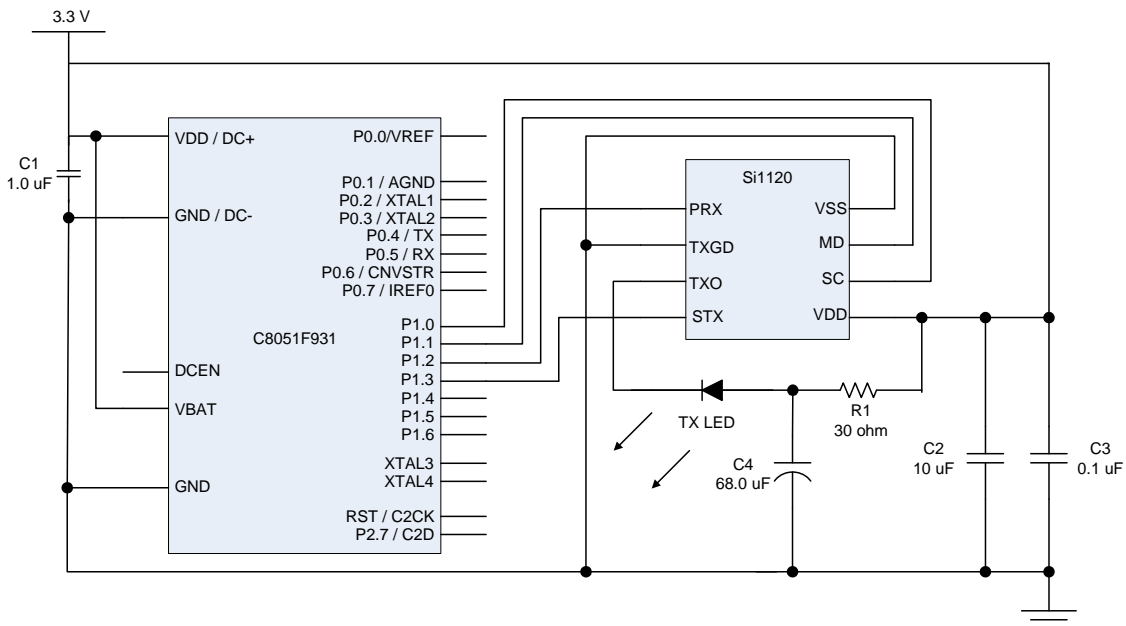 3.3 V
C1
1.0 uF
VDD / DC+
GND / DC-
DCEN
VBAT
GND
C8051F931
P0.0/VREF
P0.1 / AGND
P0.2 / XTAL1
P0.3 / XTAL2
P0.4 / TX
P0.5 / RX
P0.6 / CNVSTR
P0.7 / IREF0
P1.0
P1.1
P1.2
P1.3
P1.4
P1.5
P1.6
XTAL3
XTAL4
RST / C2CK
P2.7 / C2D
Si1120
PRX
TXGD
TXO
STX
VSS
MD
SC
VDD
TX LED
R1
30 ohm
C4
68.0 uF
C2
10 uF
C3
0.1 uF